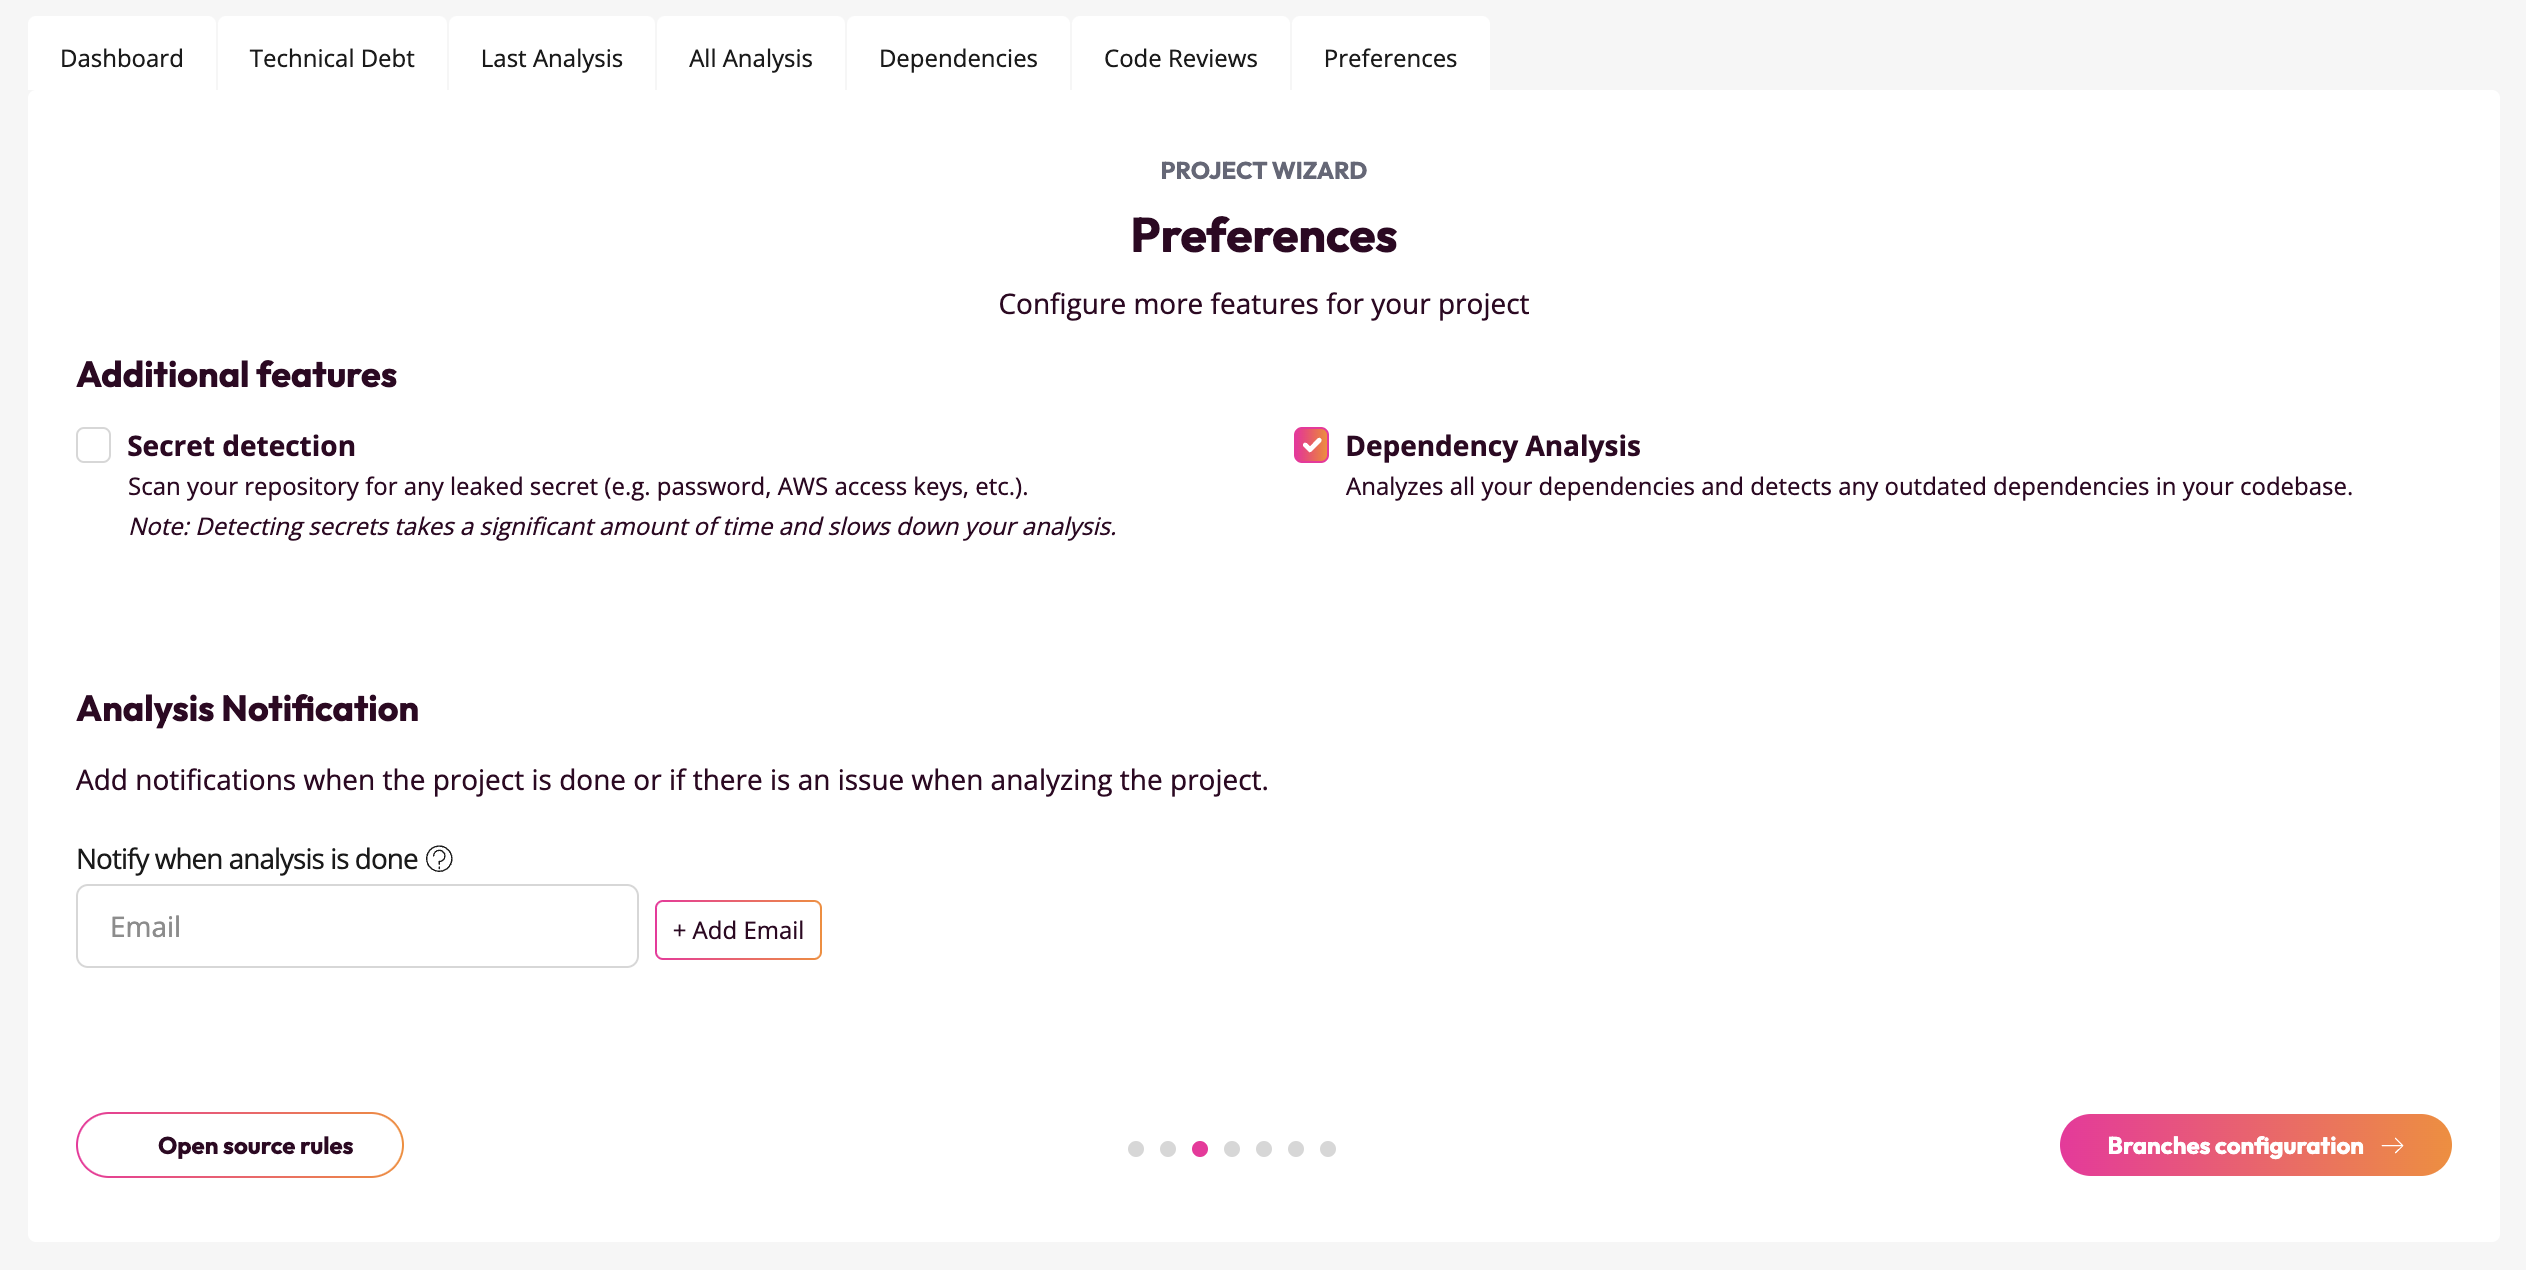 Dashboard
Technical Debt
Last Analysis
All Analysis
Dependencies
Code Reviews
Preferences
PROJECT WIZARD
Preferences
Configure more features for your project
Additional features
Secret detection
Scan your repository for any leaked secret (e.g. password, AWS access keys, etc.).
Note: Detecting secrets takes a significant amount of time and slows down your analysis.
Dependency Analysis
Analyzes all your dependencies and detects any outdated dependencies in your codebase.
Analysis Notification
Add notifications when the project is done or if there is an issue when analyzing the project.
Notify when analysis is done ?
Email
+ Add Email
Open source rules
Branches configuration →